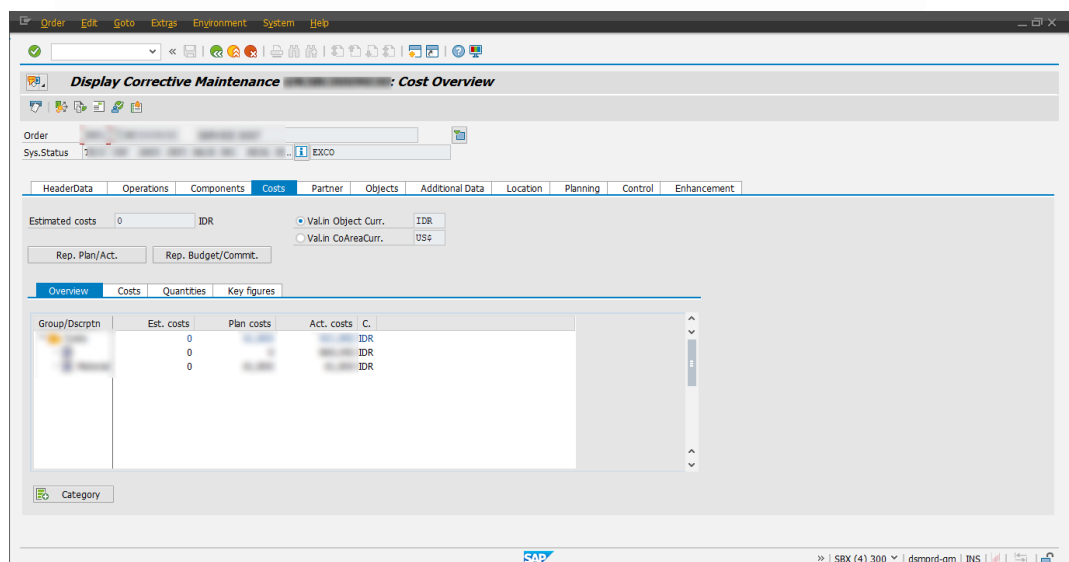 Order Edit Goto Extras Environment System Help
Display Corrective Maintenance : Cost Overview
Order
Sys.Status EXCO
HeaderData Operations Components Costs Partner Objects Additional Data Location Planning Control Enhancement
Estimated costs 0 IDR Val.in Object Curr. IDR
Val.in CoAreaCurr. US¢
Rep. Plan/Act. Rep. Budget/Commit.
Overview Costs Quantities Key figures
Group/Dscrptn Est. costs Plan costs Act. costs C.
0 IDR
0 IDR
0 IDR
Category
SAP SBX (4) 300 dsmprd-qm INS